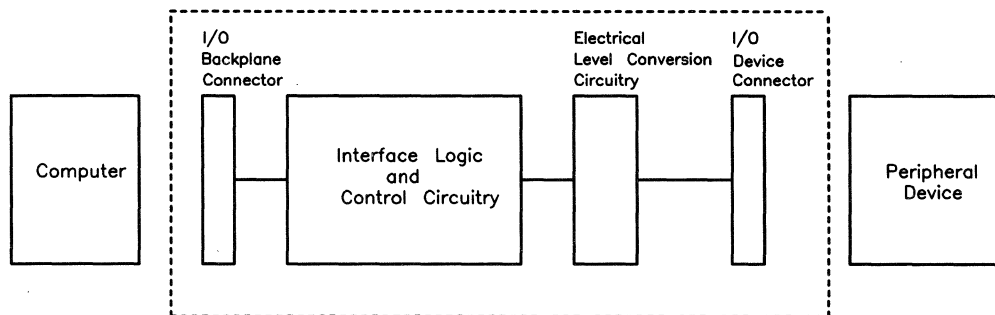 I/O
Backplane
Connector
Electrical
Level Conversion
Circuitry
I/O
Device
Connector
Computer
Interface Logic
and
Control Circuitry
Peripheral
Device